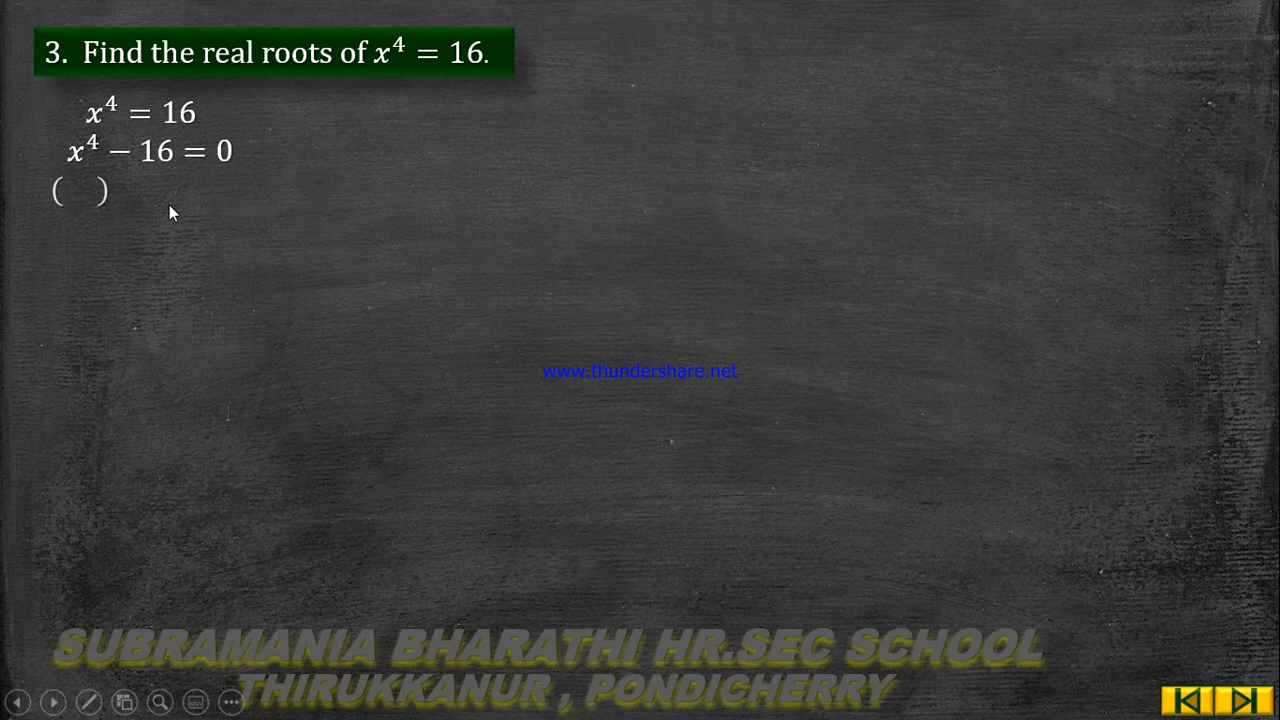 3. Find the real roots of x⁴ = 16.
x⁴ = 16
x⁴ − 16 = 0
( )
www.thundershare.net
SUBRAMANIA BHARATHI HR.SEC SCHOOL
THIRUKKANUR , PONDICHERRY